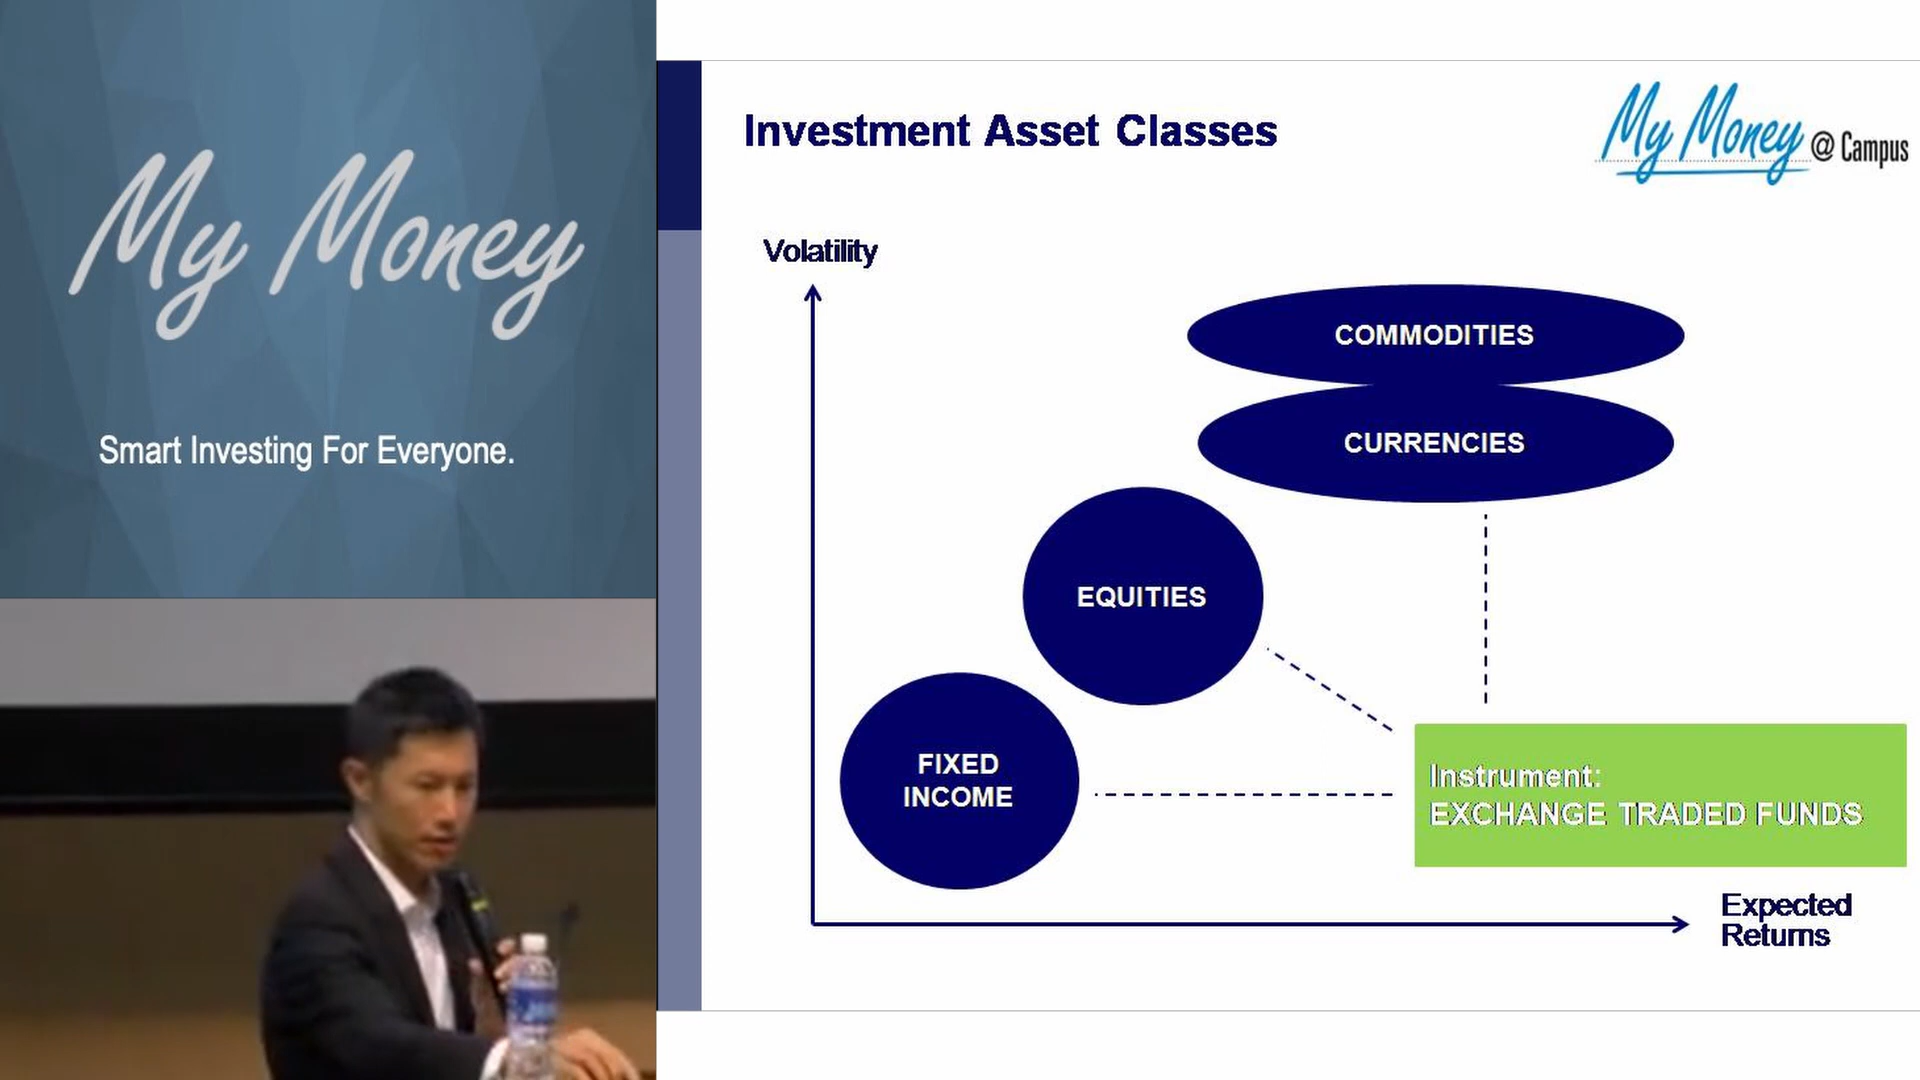 My Money
Smart Investing For Everyone.
Investment Asset Classes
My Money @ Campus
Volatility
COMMODITIES
CURRENCIES
EQUITIES
FIXED
INCOME
Instrument:
EXCHANGE TRADED FUNDS
Expected
Returns